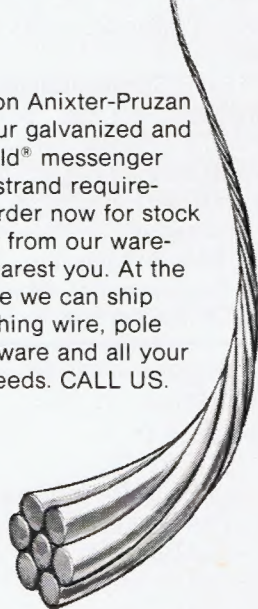 on Anixter-Pruzan
ur galvanized and
ld® messenger
strand require-
rder now for stock
from our ware-
arest you. At the
e we can ship
hing wire, pole
ware and all your
eeds. CALL US.